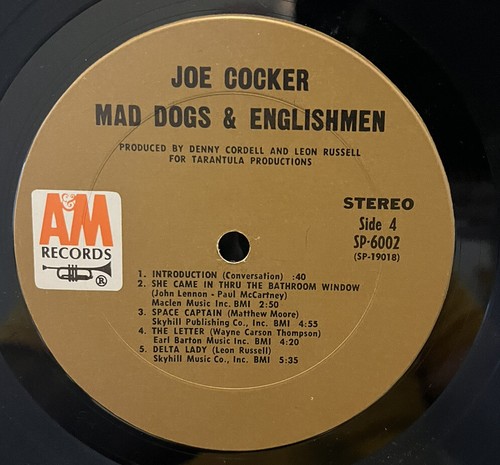 JOE COCKER
MAD DOGS & ENGLISHMEN
PRODUCED BY DENNY CORDELL AND LEON RUSSELL
FOR TARANTULA PRODUCTIONS
A&M
RECORDS
®
STEREO
Side 4
SP-6002
(SP-19018)
1. INTRODUCTION (Conversation) :40
2. SHE CAME IN THRU THE BATHROOM WINDOW
(John Lennon - Paul McCartney)
Maclen Music Inc. BMI 2:50
3. SPACE CAPTAIN (Matthew Moore)
Skyhill Publishing Co., Inc. BMI 4:55
4. THE LETTER (Wayne Carson Thompson)
Earl Barton Music Inc. BMI 4:20
5. DELTA LADY (Leon Russell)
Skyhill Music Co., Inc. BMI 5:35